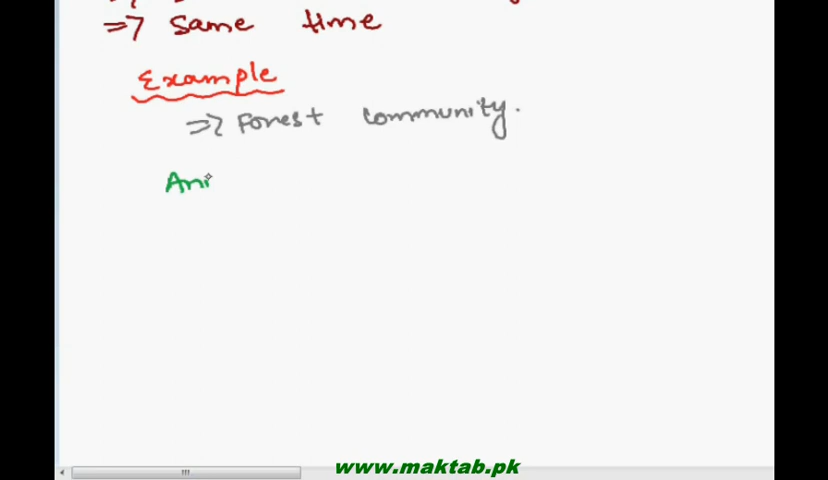 => Same time
Example
=> Forest community.
Ani
www.maktab.pk